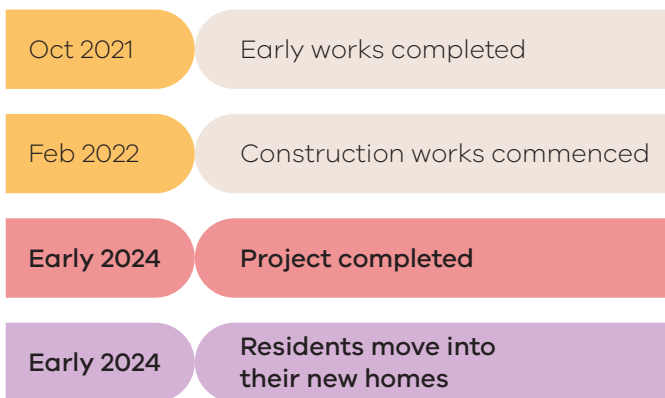 Oct 2021 Early works completed
Feb 2022 Construction works commenced
Early 2024 Project completed
Early 2024 Residents move into
their new homes